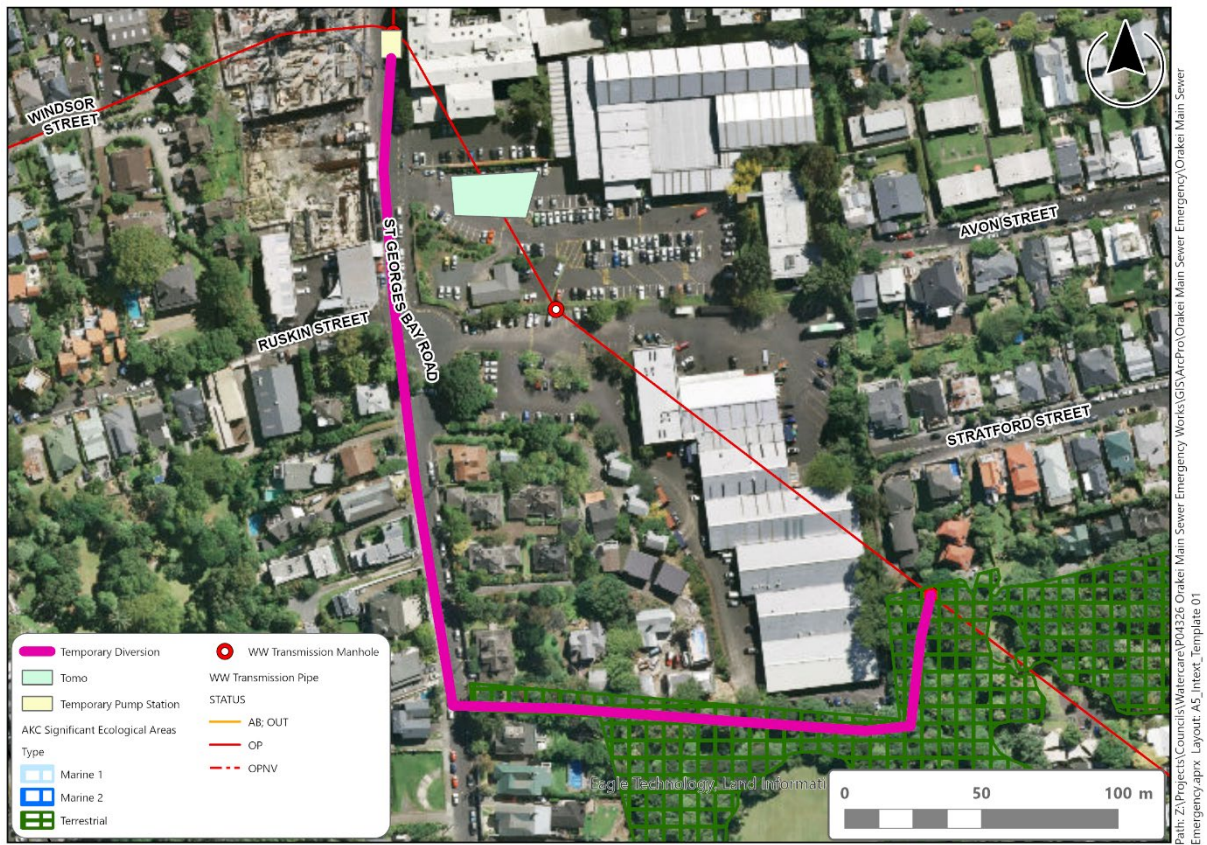 WINDSOR
STREET
ST GEORGES BAY ROAD
RUSKIN STREET
AVON STREET
STRATFORD STREET
Temporary Diversion
Tomo
Temporary Pump Station
AKC Significant Ecological Areas
Type
Marine 1
Marine 2
Terrestrial
WW Transmission Manhole
WW Transmission Pipe
STATUS
AB; OUT
OP
OPNV
Eagle Technology, Land Informati
0 50 100 m
Path: Z:\Projects\Councils\Watercare\P04326 Orakei Main Sewer Emergency Works\GIS\ArcPro\Orakei Main Sewer Emergency\Orakei Main Sewer
Emergency.aprx Layout: A5_Intext_Template 01